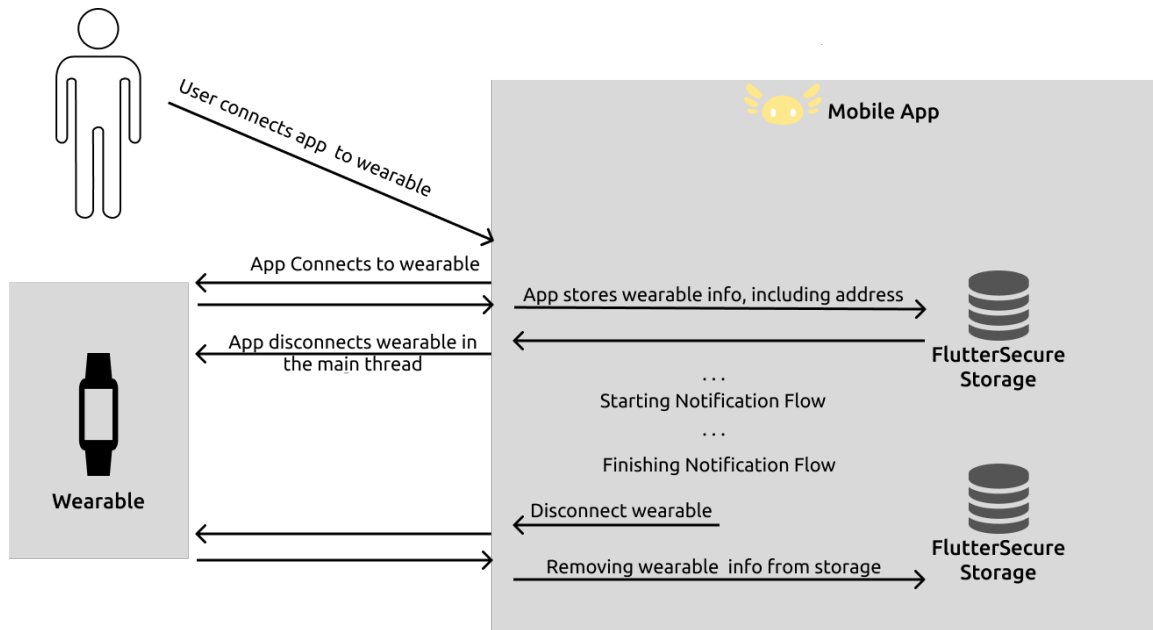 User connects app to wearable
Mobile App
App Connects to wearable
App stores wearable info, including address
App disconnects wearable in
the main thread
FlutterSecure
Storage
. . .
Starting Notification Flow
. . .
Finishing Notification Flow
Wearable
Disconnect wearable
FlutterSecure
Storage
Removing wearable info from storage